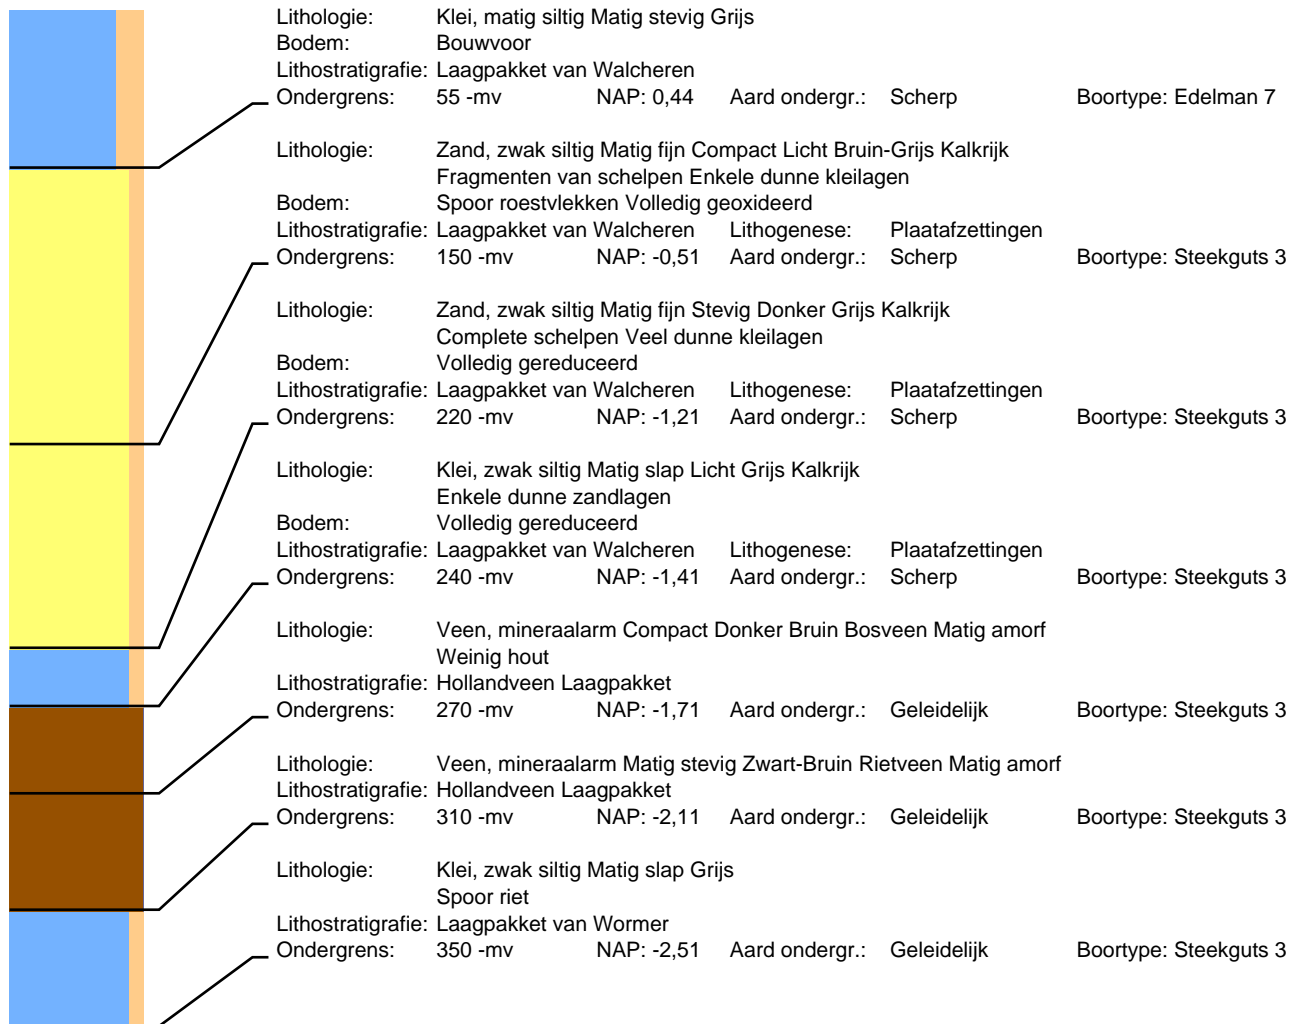 Lithologie: Klei, matig siltig Matig stevig Grijs
Bodem: Bouwvoor
Lithostratigrafie: Laagpakket van Walcheren
Ondergrens: 55 -mv NAP: 0,44 Aard ondergr.: Scherp Boortype: Edelman 7
Lithologie: Zand, zwak siltig Matig fijn Compact Licht Bruin-Grijs Kalkrijk
Fragmenten van schelpen Enkele dunne kleilagen
Bodem: Spoor roestvlekken Volledig geoxideerd
Lithostratigrafie: Laagpakket van Walcheren Lithogenese: Plaatafzettingen
Ondergrens: 150 -mv NAP: -0,51 Aard ondergr.: Scherp Boortype: Steekguts 3
Lithologie: Zand, zwak siltig Matig fijn Stevig Donker Grijs Kalkrijk
Complete schelpen Veel dunne kleilagen
Bodem: Volledig gereduceerd
Lithostratigrafie: Laagpakket van Walcheren Lithogenese: Plaatafzettingen
Ondergrens: 220 -mv NAP: -1,21 Aard ondergr.: Scherp Boortype: Steekguts 3
Lithologie: Klei, zwak siltig Matig slap Licht Grijs Kalkrijk
Enkele dunne zandlagen
Bodem: Volledig gereduceerd
Lithostratigrafie: Laagpakket van Walcheren Lithogenese: Plaatafzettingen
Ondergrens: 240 -mv NAP: -1,41 Aard ondergr.: Scherp Boortype: Steekguts 3
Lithologie: Veen, mineraalarm Compact Donker Bruin Bosveen Matig amorf
Weinig hout
Lithostratigrafie: Hollandveen Laagpakket
Ondergrens: 270 -mv NAP: -1,71 Aard ondergr.: Geleidelijk Boortype: Steekguts 3
Lithologie: Veen, mineraalarm Matig stevig Zwart-Bruin Rietveen Matig amorf
Lithostratigrafie: Hollandveen Laagpakket
Ondergrens: 310 -mv NAP: -2,11 Aard ondergr.: Geleidelijk Boortype: Steekguts 3
Lithologie: Klei, zwak siltig Matig slap Grijs
Spoor riet
Lithostratigrafie: Laagpakket van Wormer
Ondergrens: 350 -mv NAP: -2,51 Aard ondergr.: Geleidelijk Boortype: Steekguts 3